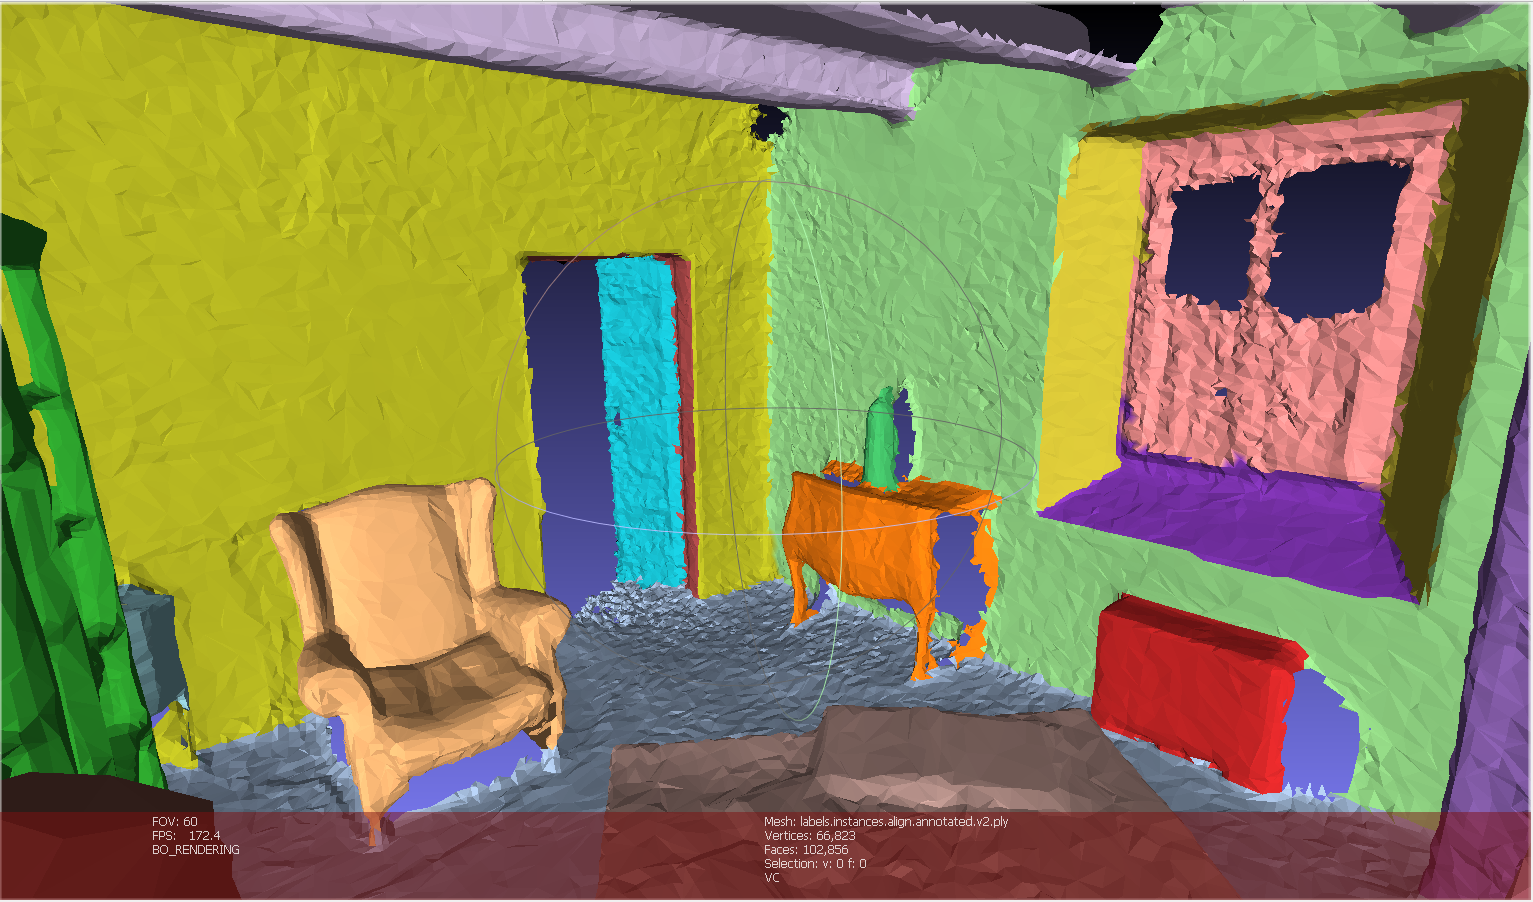 FOV: 60
FPS: 172.4
BO_RENDERING
Mesh: labels.instances.align.annotated.v2.ply
Vertices: 66,823
Faces: 102,856
Selection: v: 0 f: 0
VC